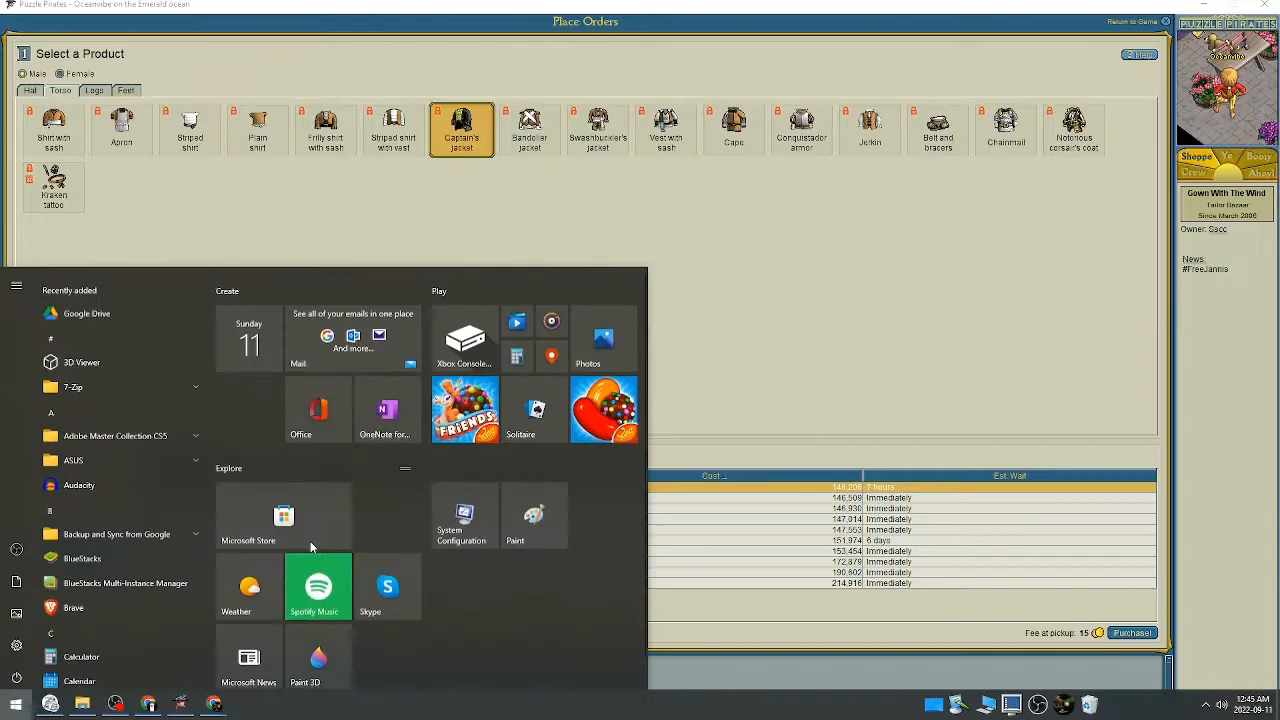 Puzzle Pirates - Oceanvibe on the Emerald ocean
Place Orders
Return to Game
Select a Product
Male
Female
Hat
Torso
Legs
Feet
Shirt with sash
Apron
Striped shirt
Plain shirt
Frilly shirt with sash
Striped shirt with vest
Captain's jacket
Bandolier jacket
Swashbuckler's jacket
Vest with sash
Cape
Conquistador armor
Jerkin
Belt and bracers
Chainmail
Notorious corsair's coat
Kraken tattoo
PUZZLE PIRATES
Oceanvibe
Shoppe
Ye
Booty
Crew
Ahoy!
Gown With The Wind
Tailor Bazaar
Since March 2006
Owner: Sacc
News:
#FreeJannis
Recently added
Google Drive
#
3D Viewer
7-Zip
A
Adobe Master Collection CS5
ASUS
Audacity
B
Backup and Sync from Google
BlueStacks
BlueStacks Multi-Instance Manager
Brave
C
Calculator
Calendar
Create
Sunday
11
See all of your emails in one place
And more...
Mail
Office
OneNote for...
Play
Xbox Console...
Photos
FRIENDS
Solitaire
Explore
Microsoft Store
System Configuration
Paint
Weather
Spotify Music
Skype
Microsoft News
Paint 3D
Cost
Est. Wait
146,206 7 hours
146,509 Immediately
146,930 Immediately
147,014 Immediately
147,553 Immediately
151,974 6 days
153,454 Immediately
172,879 Immediately
190,602 Immediately
214,916 Immediately
Fee at pickup: 15
Purchase!
12:45 AM
2022-09-11